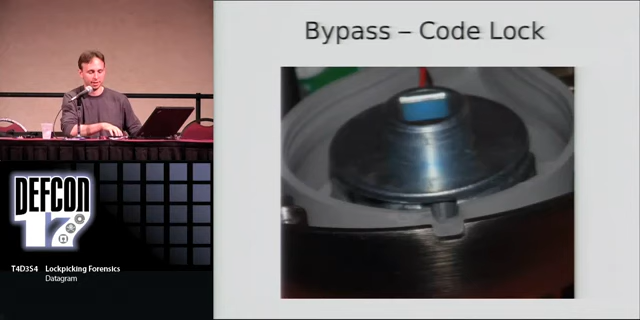 Bypass – Code Lock
DEFCON
17
T4D3S4 Lockpicking Forensics
Datagram